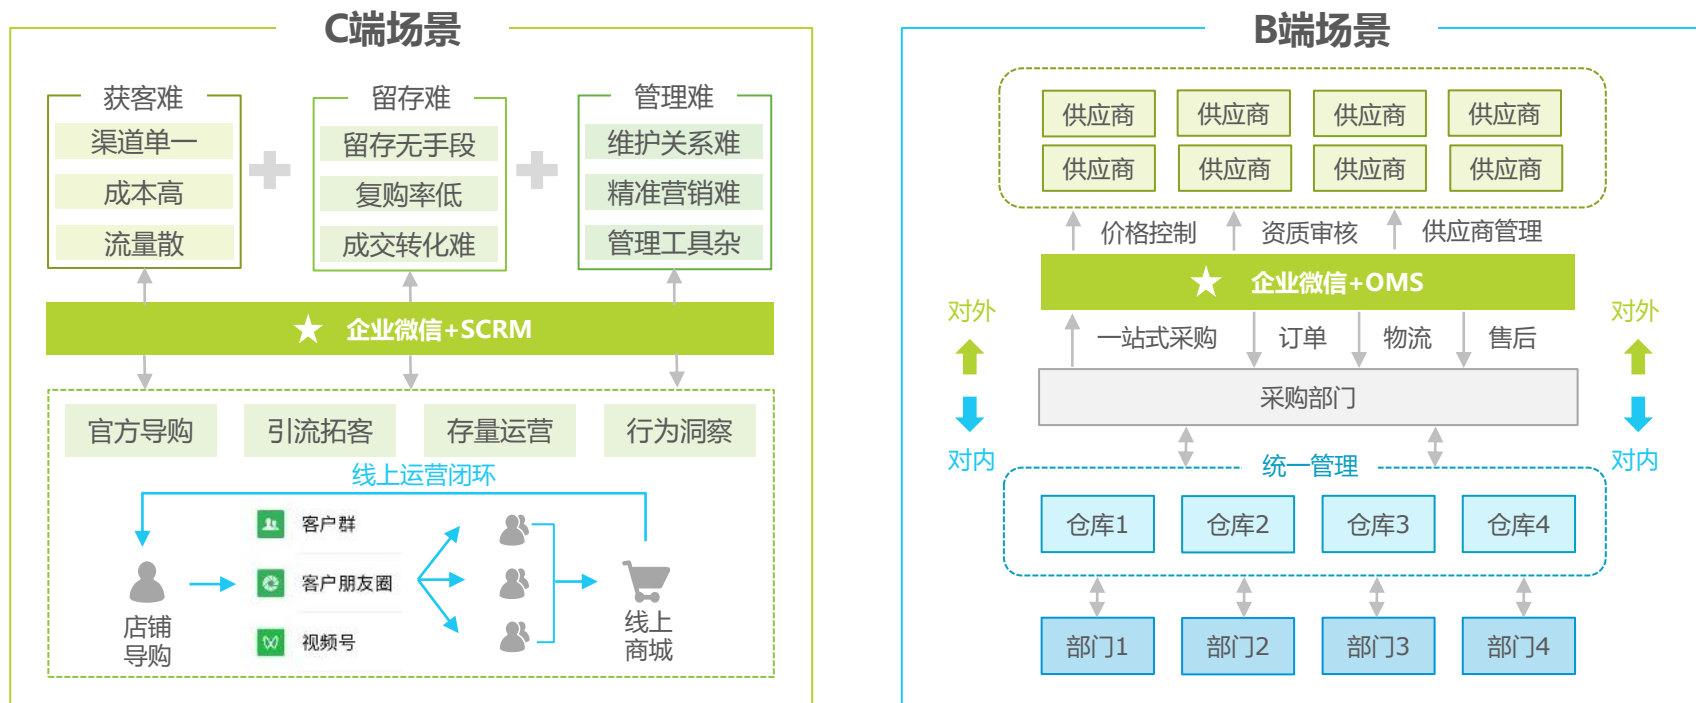 C端场景
获客难
渠道单一
成本高
流量散
留存难
留存无手段
复购率低
成交转化难
管理难
维护关系难
精准营销难
管理工具杂
企业微信+SCRM
官方导购
引流拓客
存量运营
行为洞察
线上运营闭环
客户群
客户朋友圈
视频号
店铺
导购
线上
商城
B端场景
供应商 供应商 供应商 供应商
供应商 供应商 供应商 供应商
价格控制 资质审核 供应商管理
企业微信+OMS
对外 对外
一站式采购 订单 物流 售后
采购部门
对内 对内
统一管理
仓库1 仓库2 仓库3 仓库4
部门1 部门2 部门3 部门4